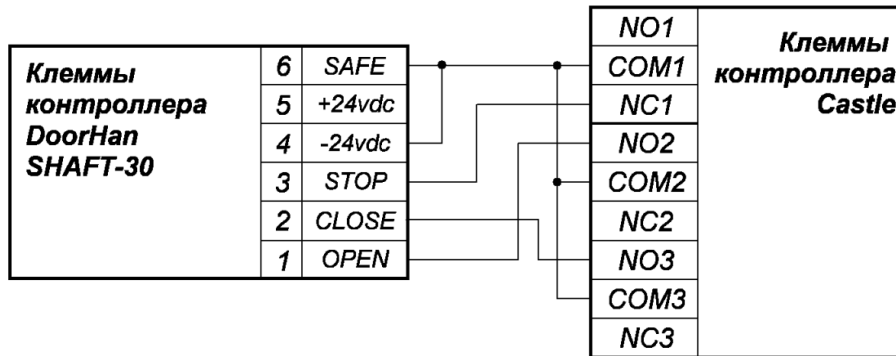 Клеммы
контроллера
DoorHan
SHAFT-30
6 SAFE
5 +24vdc
4 -24vdc
3 STOP
2 CLOSE
1 OPEN
NO1
COM1
NC1
NO2
COM2
NC2
NO3
COM3
NC3
Клеммы
контроллера
Castle